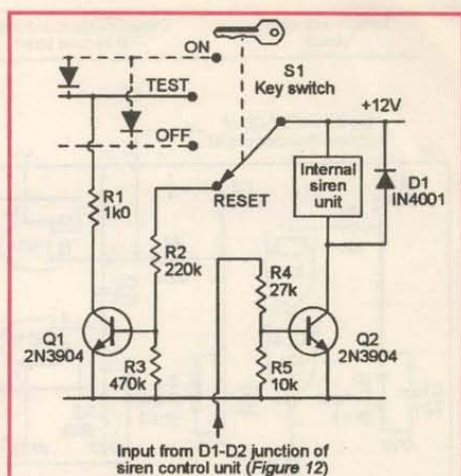 ON
S1
Key switch
TEST
+12V
OFF
Internal
siren
unit
D1
IN4001
RESET
R1
1k0
R2
220k
R4
27k
Q1
2N3904
R3
470k
R5
10k
Q2
2N3904
Input from D1-D2 junction of
siren control unit (Figure 12)